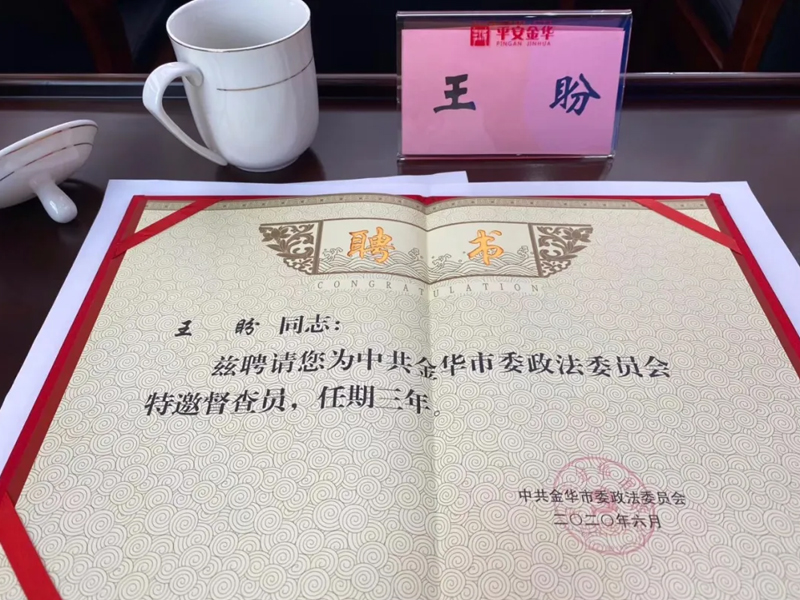 平安金华
PINGAN JINHUA
王 盼
聘书
CONGRATULATION
王 盼 同志：
兹聘请您为中共金华市委政法委员会
特邀督查员，任期三年。
中共金华市委政法委员会
二〇二〇年六月